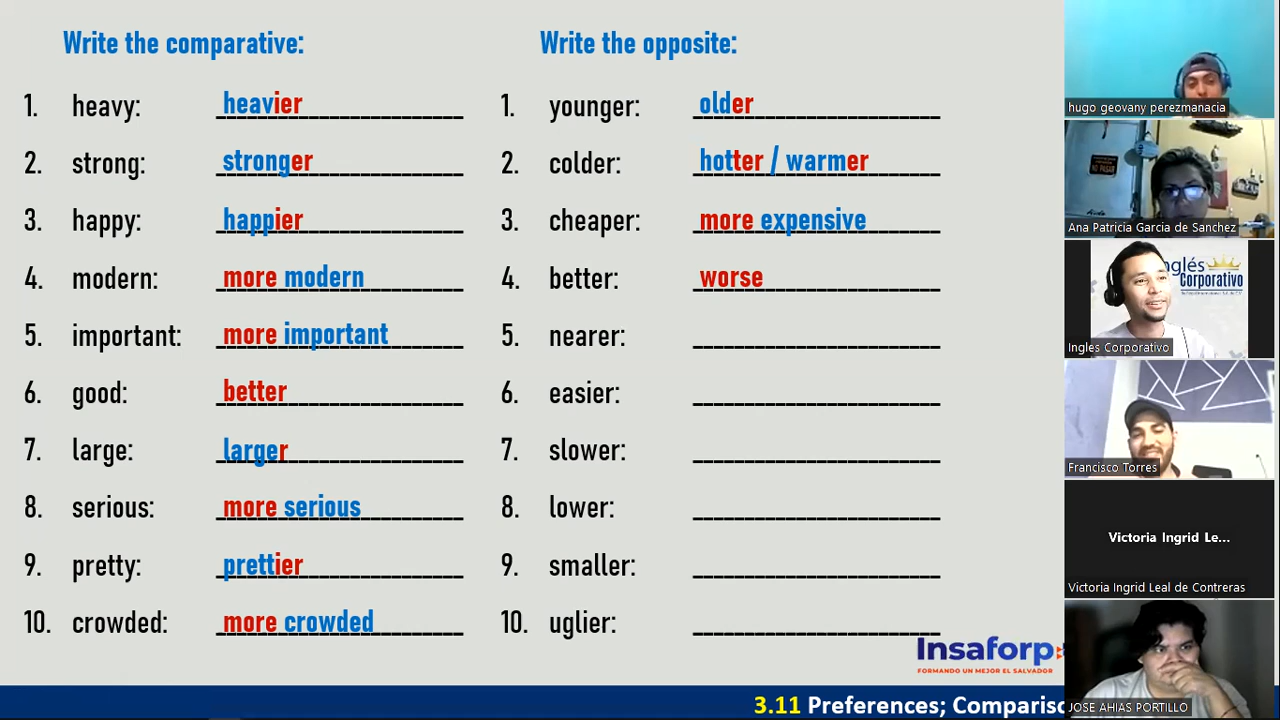 Write the comparative:
1. heavy: heavier
2. strong: stronger
3. happy: happier
4. modern: more modern
5. important: more important
6. good: better
7. large: larger
8. serious: more serious
9. pretty: prettier
10. crowded: more crowded
Write the opposite:
1. younger: older
2. colder: hotter / warmer
3. cheaper: more expensive
4. better: worse
5. nearer:
6. easier:
7. slower:
8. lower:
9. smaller:
10. uglier:
Insaforp
FORMANDO UN MEJOR EL SALVADOR
3.11 Preferences; Compariso
hugo geovany perezmanacia
NO PASAR
Ana Patricia Garcia de Sanchez
nglés
Corporativo
Ingles Corporativo
Francisco Torres
Victoria Ingrid Le...
Victoria Ingrid Leal de Contreras
JOSE AHIAS PORTILLO